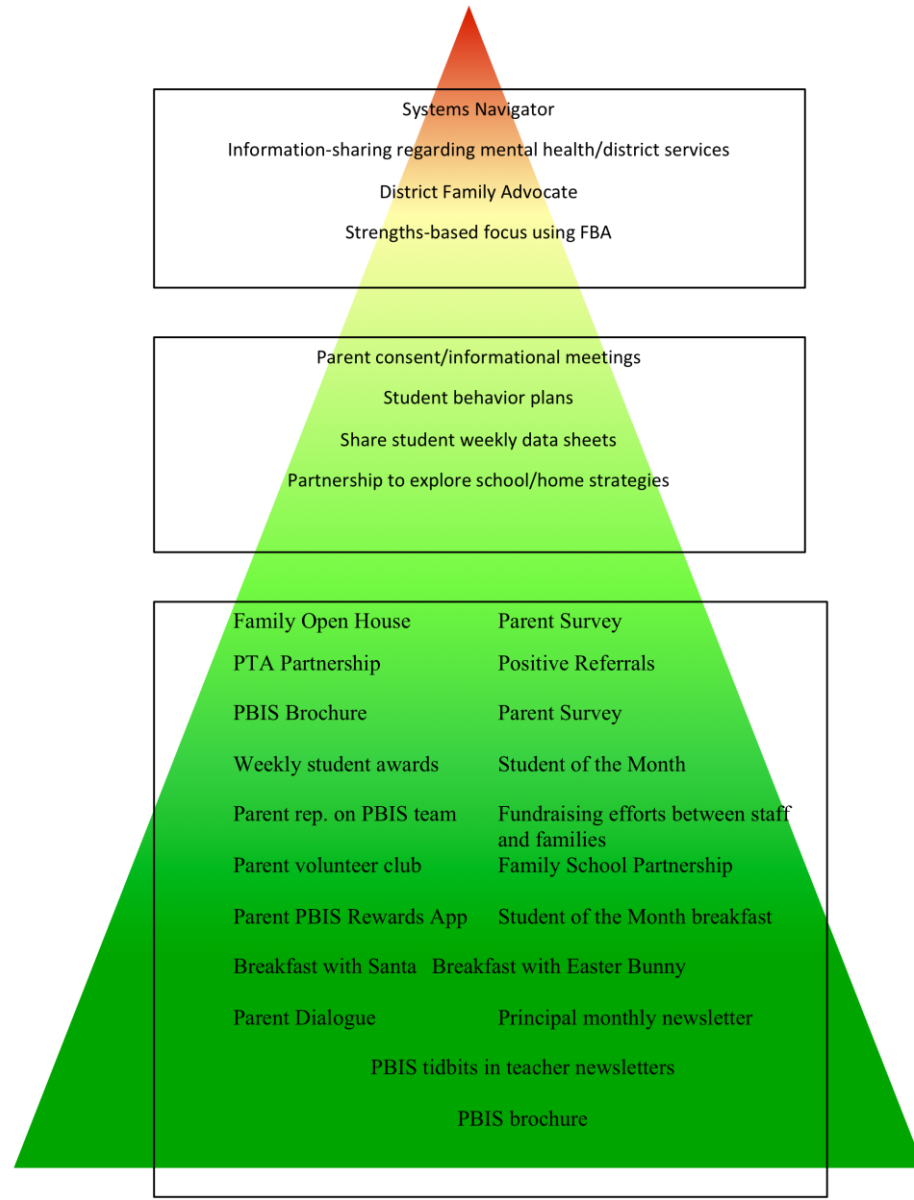 Systems Navigator
Information-sharing regarding mental health/district services
District Family Advocate
Strengths-based focus using FBA
Parent consent/informational meetings
Student behavior plans
Share student weekly data sheets
Partnership to explore school/home strategies
Family Open House Parent Survey
PTA Partnership Positive Referrals
PBIS Brochure Parent Survey
Weekly student awards Student of the Month
Parent rep. on PBIS team Fundraising efforts between staff
and families
Parent volunteer club Family School Partnership
Parent PBIS Rewards App Student of the Month breakfast
Breakfast with Santa Breakfast with Easter Bunny
Parent Dialogue Principal monthly newsletter
PBIS tidbits in teacher newsletters
PBIS brochure